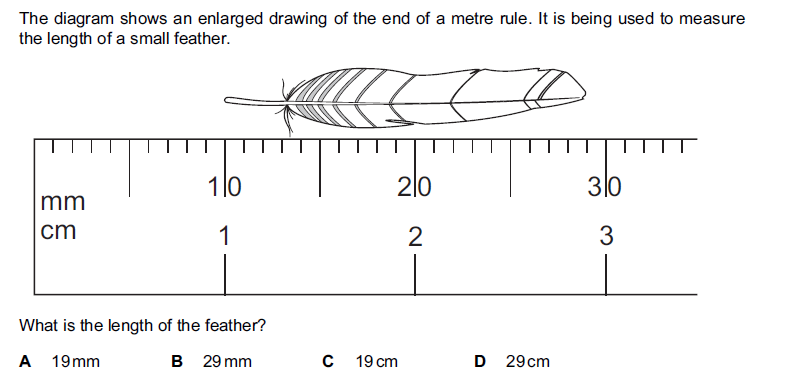 The diagram shows an enlarged drawing of the end of a metre rule. It is being used to measure
the length of a small feather.
10 20 30
mm
cm 1 2 3
What is the length of the feather?
A 19 mm B 29 mm C 19 cm D 29 cm